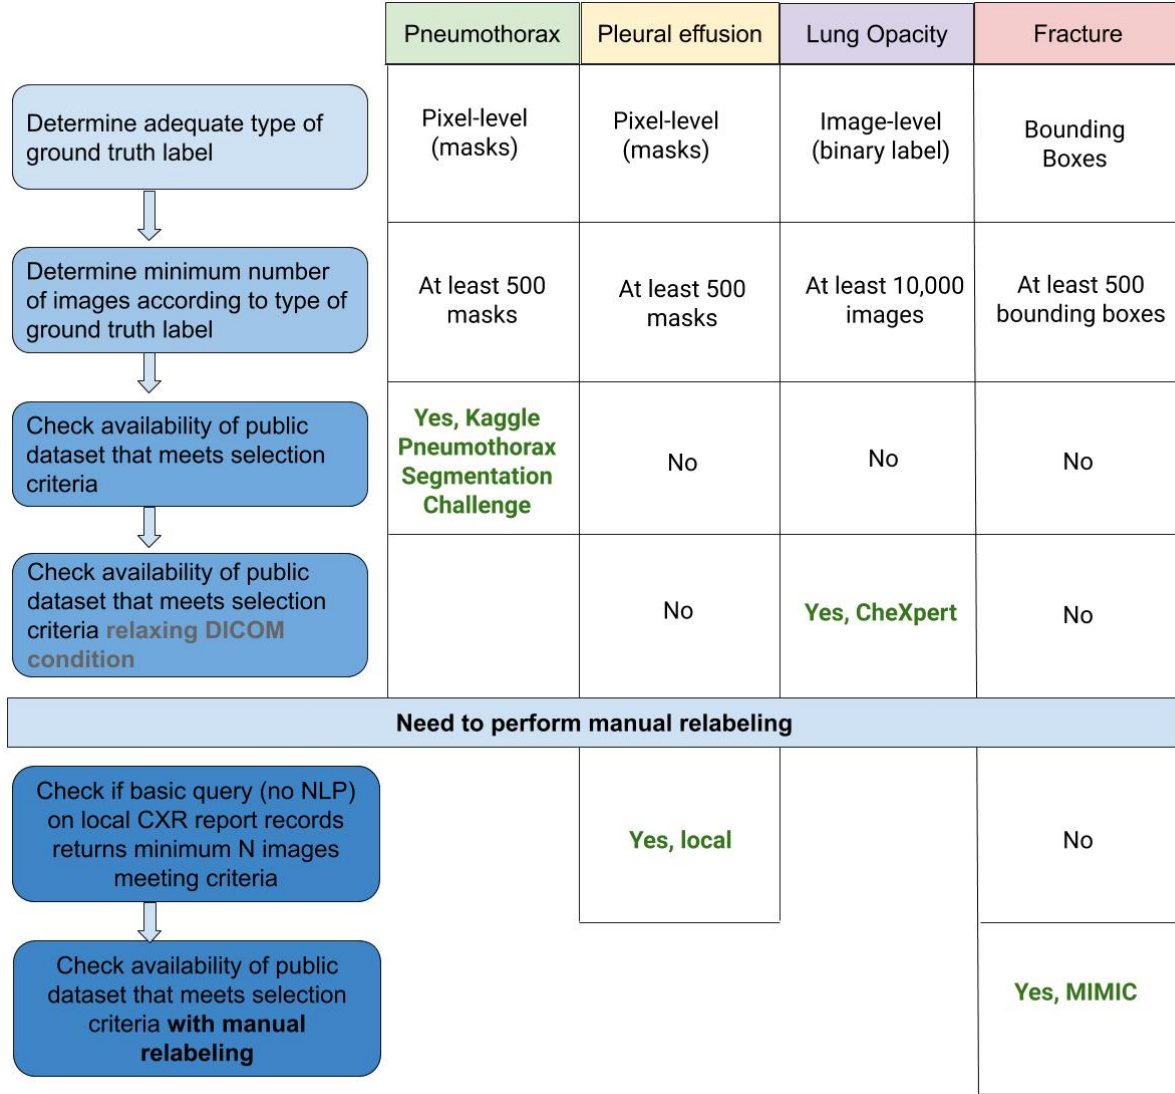 Pneumothorax
Pleural effusion
Lung Opacity
Fracture
Determine adequate type of
ground truth label
Pixel-level
(masks)
Pixel-level
(masks)
Image-level
(binary label)
Bounding
Boxes
Determine minimum number
of images according to type of
ground truth label
At least 500
masks
At least 500
masks
At least 10,000
images
At least 500
bounding boxes
Check availability of public
dataset that meets selection
criteria
Yes, Kaggle
Pneumothorax
Segmentation
Challenge
No
No
No
Check availability of public
dataset that meets selection
criteria relaxing DICOM
condition
No
Yes, CheXpert
No
Need to perform manual relabeling
Check if basic query (no NLP)
on local CXR report records
returns minimum N images
meeting criteria
Yes, local
No
Check availability of public
dataset that meets selection
criteria with manual
relabeling
Yes, MIMIC